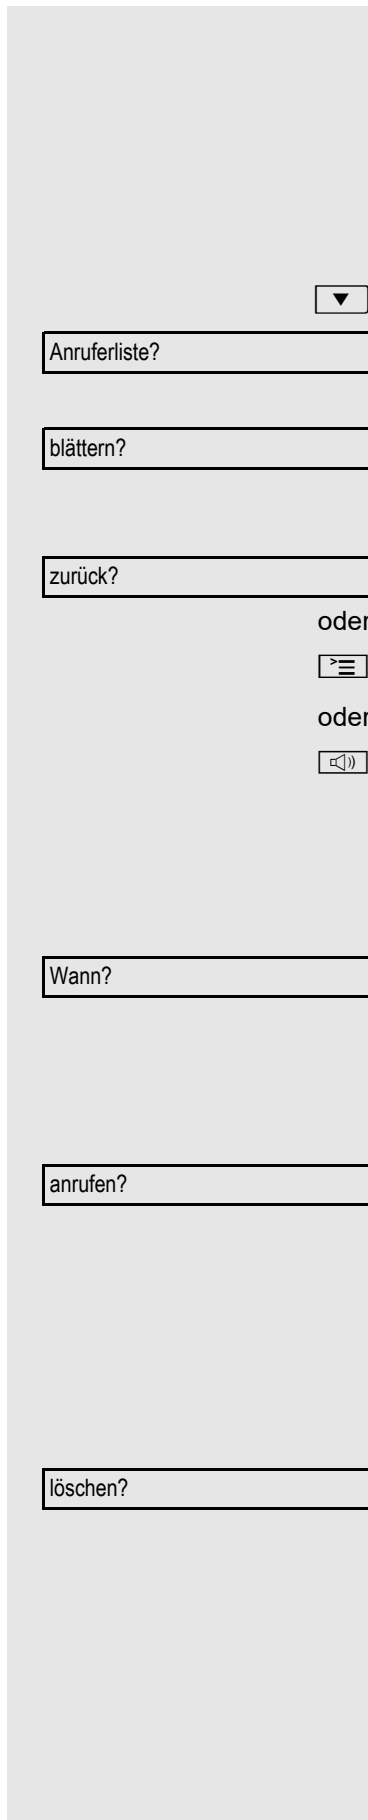 Anruferliste?
blättern?
zurück?
oder
oder
Wann?
anrufen?
löschen?